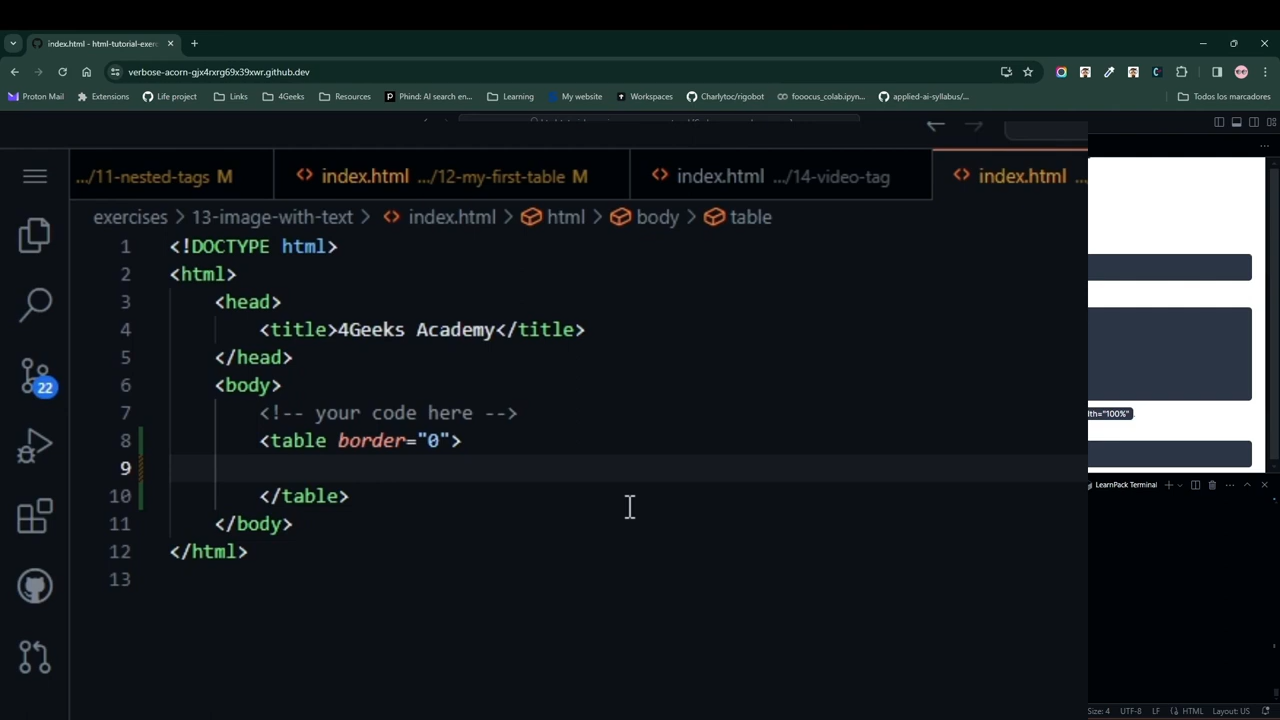 index.html - html-tutorial-exerc
verbose-acorn-gjx4rxrg69x39xwr.github.dev
Proton Mail Extensions Life project Links 4Geeks Resources Phind: AI search en... Learning My website Workspaces Charlytoc/rigobot fooocus_colab.ipyn... applied-ai-syllabus/... Todos los marcadores
.../11-nested-tags M index.html .../12-my-first-table M index.html .../14-video-tag index.html ...
exercises > 13-image-with-text > index.html > html > body > table
1 <!DOCTYPE html>
2 <html>
3 <head>
4 <title>4Geeks Academy</title>
5 </head>
6 <body>
7 <!-- your code here -->
8 <table border="0">
9
10 </table>
11 </body>
12 </html>
13
22
lth="100%"
LearnPack Terminal
Size: 4 UTF-8 LF HTML Layout: US